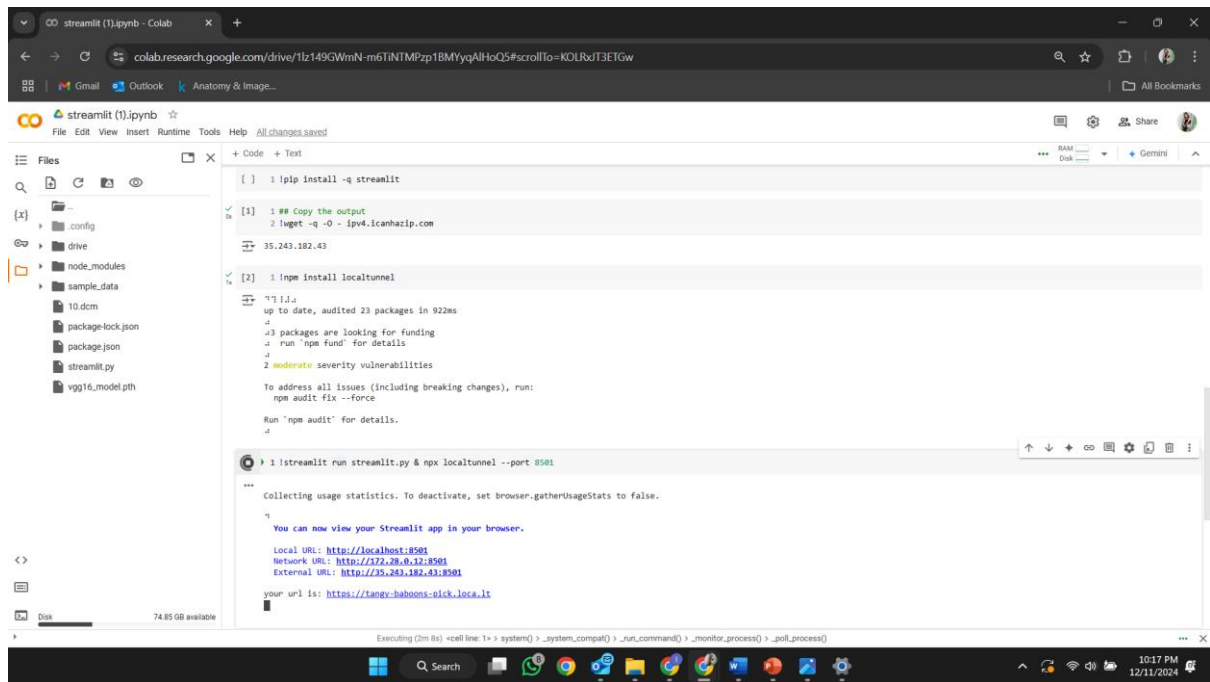 streamlit (1).ipynb - Colab
colab.research.google.com/drive/1lz149GWmN-m6TiNTMPzp1BMYyqAlHoQ5#scrollTo=KOLRxJT3ETGw
Gmail Outlook Anatomy & Image... All Bookmarks
streamlit (1).ipynb
File Edit View Insert Runtime Tools Help All changes saved
Share
Files
+ Code + Text
RAM
Disk
Gemini
[ ] 1 !pip install -q streamlit
..
.config
drive
node_modules
sample_data
10.dcm
package-lock.json
package.json
streamlit.py
vgg16_model.pth
[1] 1 ## Copy the output
0s 2 !wget -q -O - ipv4.icanhazip.com
35.243.182.43
[2] 1 !npm install localtunnel
1s
up to date, audited 23 packages in 922ms
3 packages are looking for funding
run `npm fund` for details
2 moderate severity vulnerabilities
To address all issues (including breaking changes), run:
npm audit fix --force
Run `npm audit` for details.
1 !streamlit run streamlit.py & npx localtunnel --port 8501
Collecting usage statistics. To deactivate, set browser.gatherUsageStats to false.
You can now view your Streamlit app in your browser.
Local URL: http://localhost:8501
Network URL: http://172.28.0.12:8501
External URL: http://35.243.182.43:8501
your url is: https://tangy-baboons-pick.loca.lt
Disk 74.85 GB available
Executing (2m 8s) <cell line: 1> > system() > _system_compat() > _run_command() > _monitor_process() > _poll_process()
Search
10:17 PM
12/11/2024